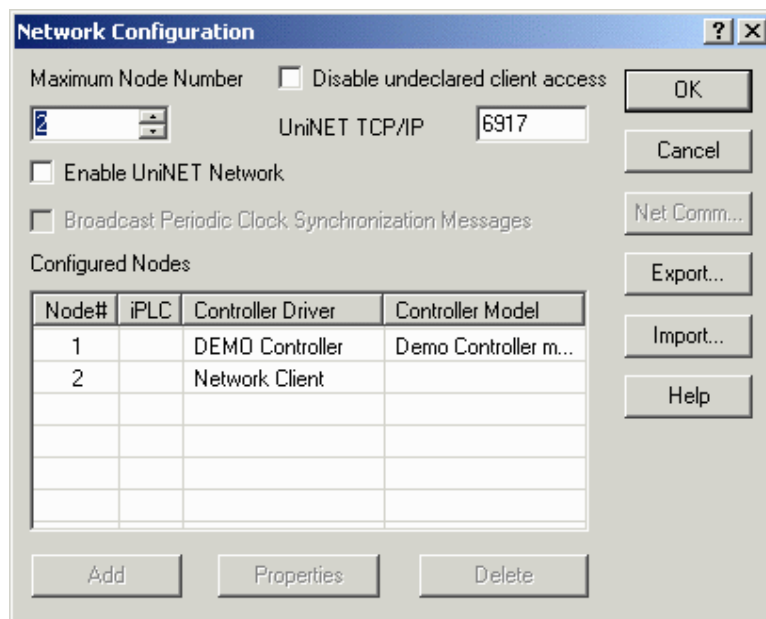 Network Configuration
Maximum Node Number
Disable undeclared client access
2
UniNET TCP/IP
6917
Enable UniNET Network
Broadcast Periodic Clock Synchronization Messages
Configured Nodes
Node# iPLC Controller Driver Controller Model
1 DEMO Controller Demo Controller m...
2 Network Client
Add
Properties
Delete
OK
Cancel
Net Comm...
Export...
Import...
Help